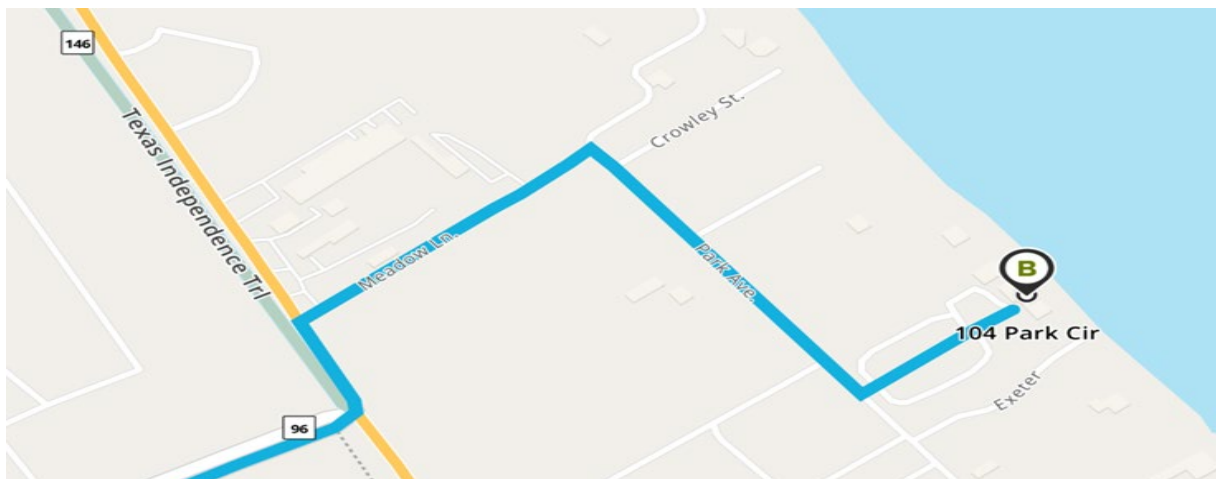 146
Texas Independence Trl
Crowley St.
Meadow Ln.
Park Ave.
B
104 Park Cir
Exeter
96